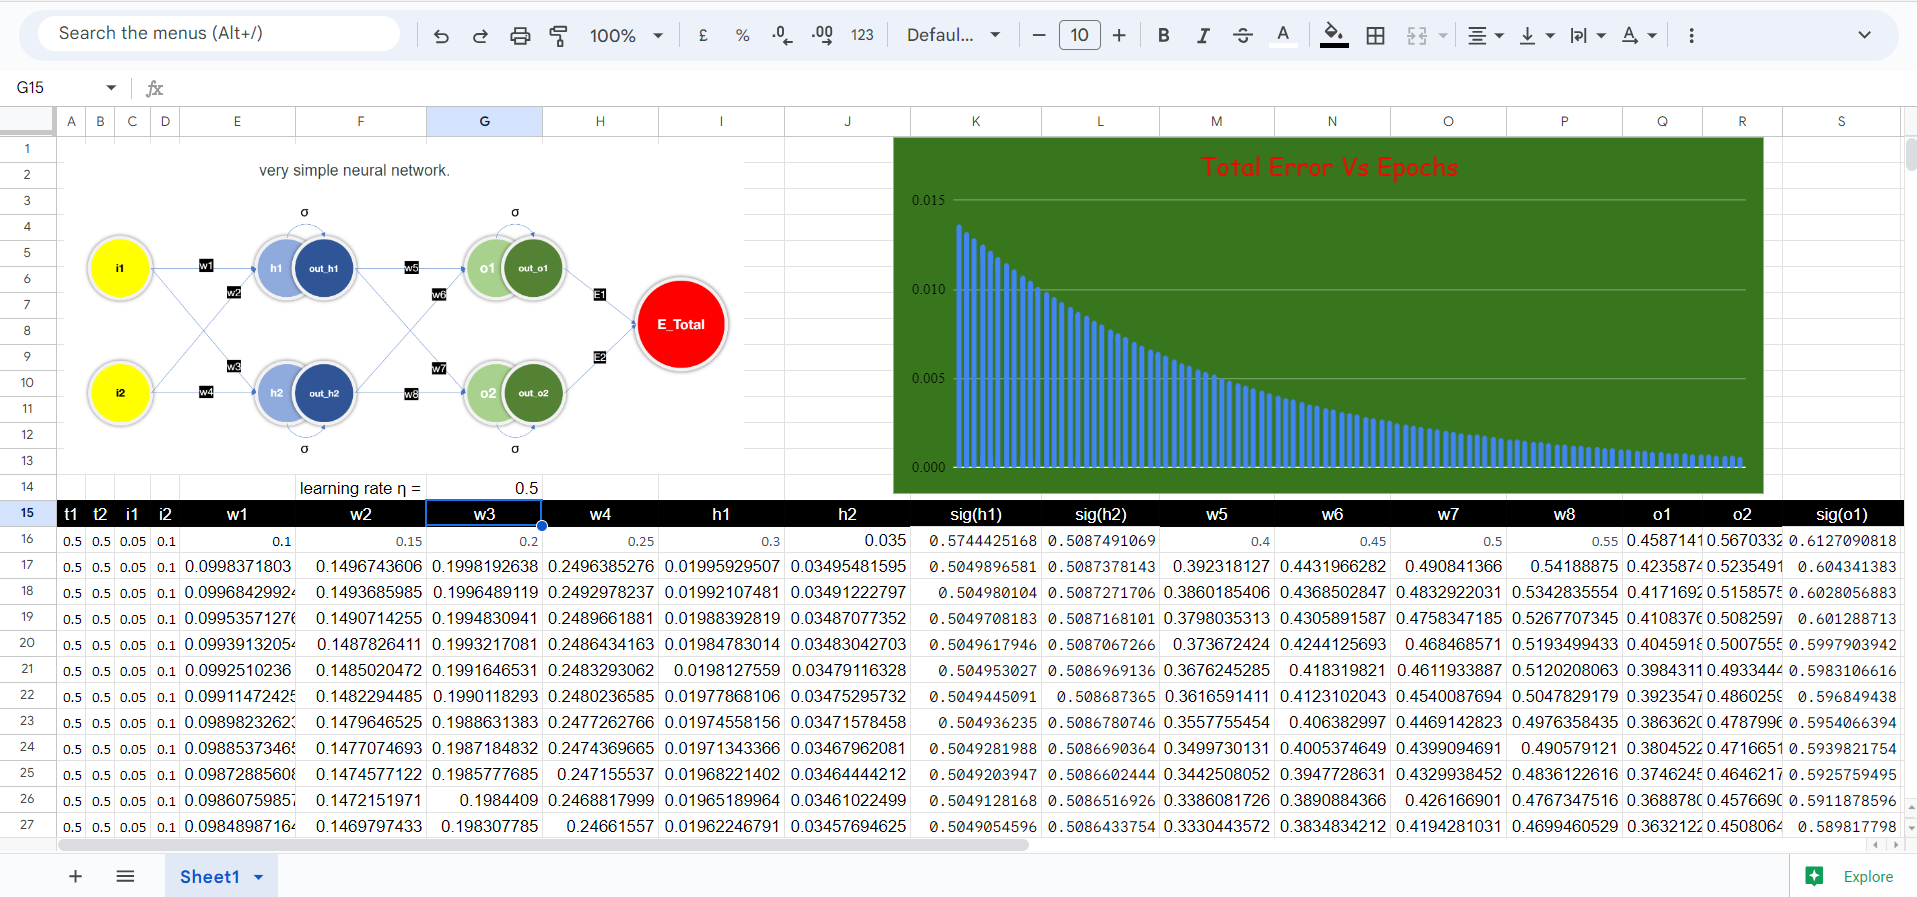 Search the menus (Alt+/)
100% £ % .0 .00 123 Defaul... − 10 + B I S A
G15 fx
A B C D E F G H I J K L M N O P Q R S
1
2
3
4
5
6
7
8
9
10
11
12
13
very simple neural network.
σ σ
i1 w1 h1 out_h1 w5 o1 out_o1 E1
w2 w6
E_Total
w3 w7 E2
i2 w4 h2 out_h2 w8 o2 out_o2
σ σ
Total Error Vs Epochs
0.015
0.010
0.005
0.000
14 learning rate η = 0.5
15 t1 t2 i1 i2 w1 w2 w3 w4 h1 h2 sig(h1) sig(h2) w5 w6 w7 w8 o1 o2 sig(o1)
16 0.5 0.5 0.05 0.1 0.1 0.15 0.2 0.25 0.3 0.035 0.5744425168 0.5087491069 0.4 0.45 0.5 0.55 0.4587141 0.5670332 0.6127090818
17 0.5 0.5 0.05 0.1 0.0998371803 0.1496743606 0.1998192638 0.2496385276 0.01995929507 0.03495481595 0.5049896581 0.5087378143 0.392318127 0.4431966282 0.490841366 0.54188875 0.4235874 0.5235491 0.604341383
18 0.5 0.5 0.05 0.1 0.0996842992 0.1493685985 0.1996489119 0.2492978237 0.01992107481 0.03491222797 0.504980104 0.5087271706 0.3860185406 0.4368502847 0.4832922031 0.5342835554 0.4171692 0.5158575 0.6028056883
19 0.5 0.5 0.05 0.1 0.0995357127 0.1490714255 0.1994830941 0.2489661881 0.01988392819 0.03487077352 0.5049708183 0.5087168101 0.3798035313 0.4305891587 0.4758347185 0.5267707345 0.4108376 0.5082597 0.601288713
20 0.5 0.5 0.05 0.1 0.0993913205 0.1487826411 0.1993217081 0.2486434163 0.01984783014 0.03483042703 0.5049617946 0.5087067266 0.373672424 0.4244125693 0.468468571 0.5193499433 0.4045918 0.5007555 0.5997903942
21 0.5 0.5 0.05 0.1 0.0992510236 0.1485020472 0.1991646531 0.2483293062 0.0198127559 0.03479116328 0.504953027 0.5086969136 0.3676245285 0.418319821 0.4611933887 0.5120208063 0.3984311 0.4933444 0.5983106616
22 0.5 0.5 0.05 0.1 0.0991147242 0.1482294485 0.1990118293 0.2480236585 0.01977868106 0.03475295732 0.5049445091 0.508687365 0.3616591411 0.4123102043 0.4540087694 0.5047829179 0.3923547 0.4860259 0.596849438
23 0.5 0.5 0.05 0.1 0.0989823262 0.1479646525 0.1988631383 0.2477262766 0.01974558156 0.03471578458 0.504936235 0.5086780746 0.3557755454 0.406382997 0.4469142823 0.4976358435 0.3863620 0.4787996 0.5954066394
24 0.5 0.5 0.05 0.1 0.0988537346 0.1477074693 0.1987184832 0.2474369665 0.01971343366 0.03467962081 0.5049281988 0.5086690364 0.3499730131 0.4005374649 0.4399094691 0.490579121 0.3804522 0.4716651 0.5939821754
25 0.5 0.5 0.05 0.1 0.0987288560 0.1474577122 0.1985777685 0.247155537 0.01968221402 0.03464444212 0.5049203947 0.5086602444 0.3442508052 0.3947728631 0.4329938452 0.4836122616 0.3746245 0.4646217 0.5925759495
26 0.5 0.5 0.05 0.1 0.0986075985 0.1472151971 0.1984409 0.2468817999 0.01965189964 0.03461022499 0.5049128168 0.5086516926 0.3386081726 0.3890884366 0.426166901 0.4767347516 0.3688780 0.4576690 0.5911878596
27 0.5 0.5 0.05 0.1 0.0984898716 0.1469797433 0.198307785 0.24661557 0.01962246791 0.03457694625 0.5049054596 0.5086433754 0.3330443572 0.3834834212 0.4194281031 0.4699460529 0.3632122 0.4508064 0.589817798
+ Sheet1 Explore